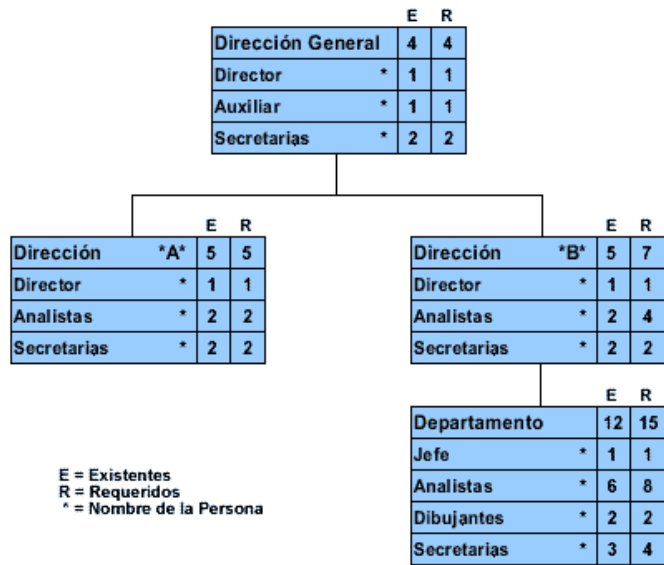 E R
Dirección General 4 4
Director * 1 1
Auxiliar * 1 1
Secretarias * 2 2
E R
Dirección *A* 5 5
Director * 1 1
Analistas * 2 2
Secretarias * 2 2
E R
Dirección *B* 5 7
Director * 1 1
Analistas * 2 4
Secretarias * 2 2
E R
Departamento 12 15
Jefe * 1 1
Analistas * 6 8
Dibujantes * 2 2
Secretarias * 3 4
E = Existentes
R = Requeridos
* = Nombre de la Persona